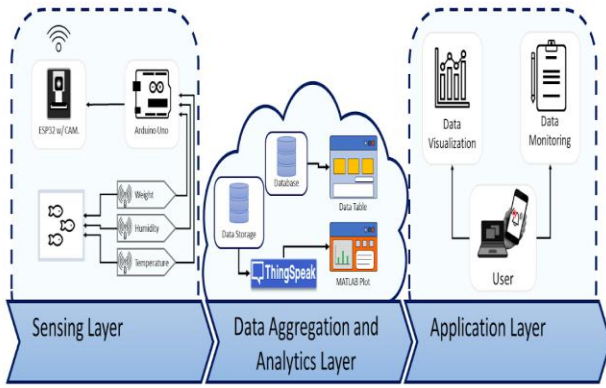 ESP32 w/ CAM.
Arduino Uno
Weight
Humidity
Temperature
Sensing Layer
Database
Data Table
Data Storage
ThingSpeak
MATLAB Plot
Data Aggregation and
Analytics Layer
Data
Visualization
Data
Monitoring
User
Application Layer